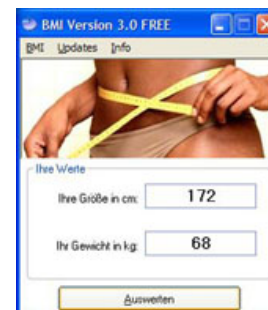 BMI Version 3.0 FREE
BMI Updates Info
Ihre Werte
Ihre Größe in cm: 172
Ihr Gewicht in kg: 68
Auswerten